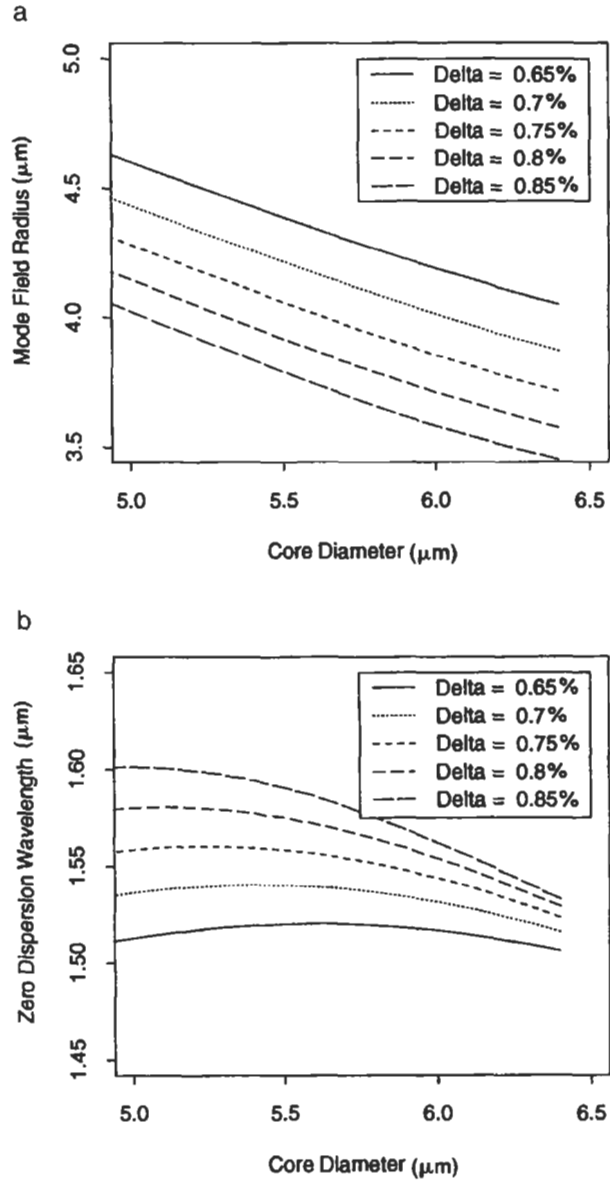 a
5.0
4.5
4.0
3.5
Mode Field Radius (μm)
Delta = 0.65%
Delta = 0.7%
Delta = 0.75%
Delta = 0.8%
Delta = 0.85%
5.0 5.5 6.0 6.5
Core Diameter (μm)
b
1.65
1.60
1.55
1.50
1.45
Zero Dispersion Wavelength (μm)
Delta = 0.65%
Delta = 0.7%
Delta = 0.75%
Delta = 0.8%
Delta = 0.85%
5.0 5.5 6.0 6.5
Core Diameter (μm)